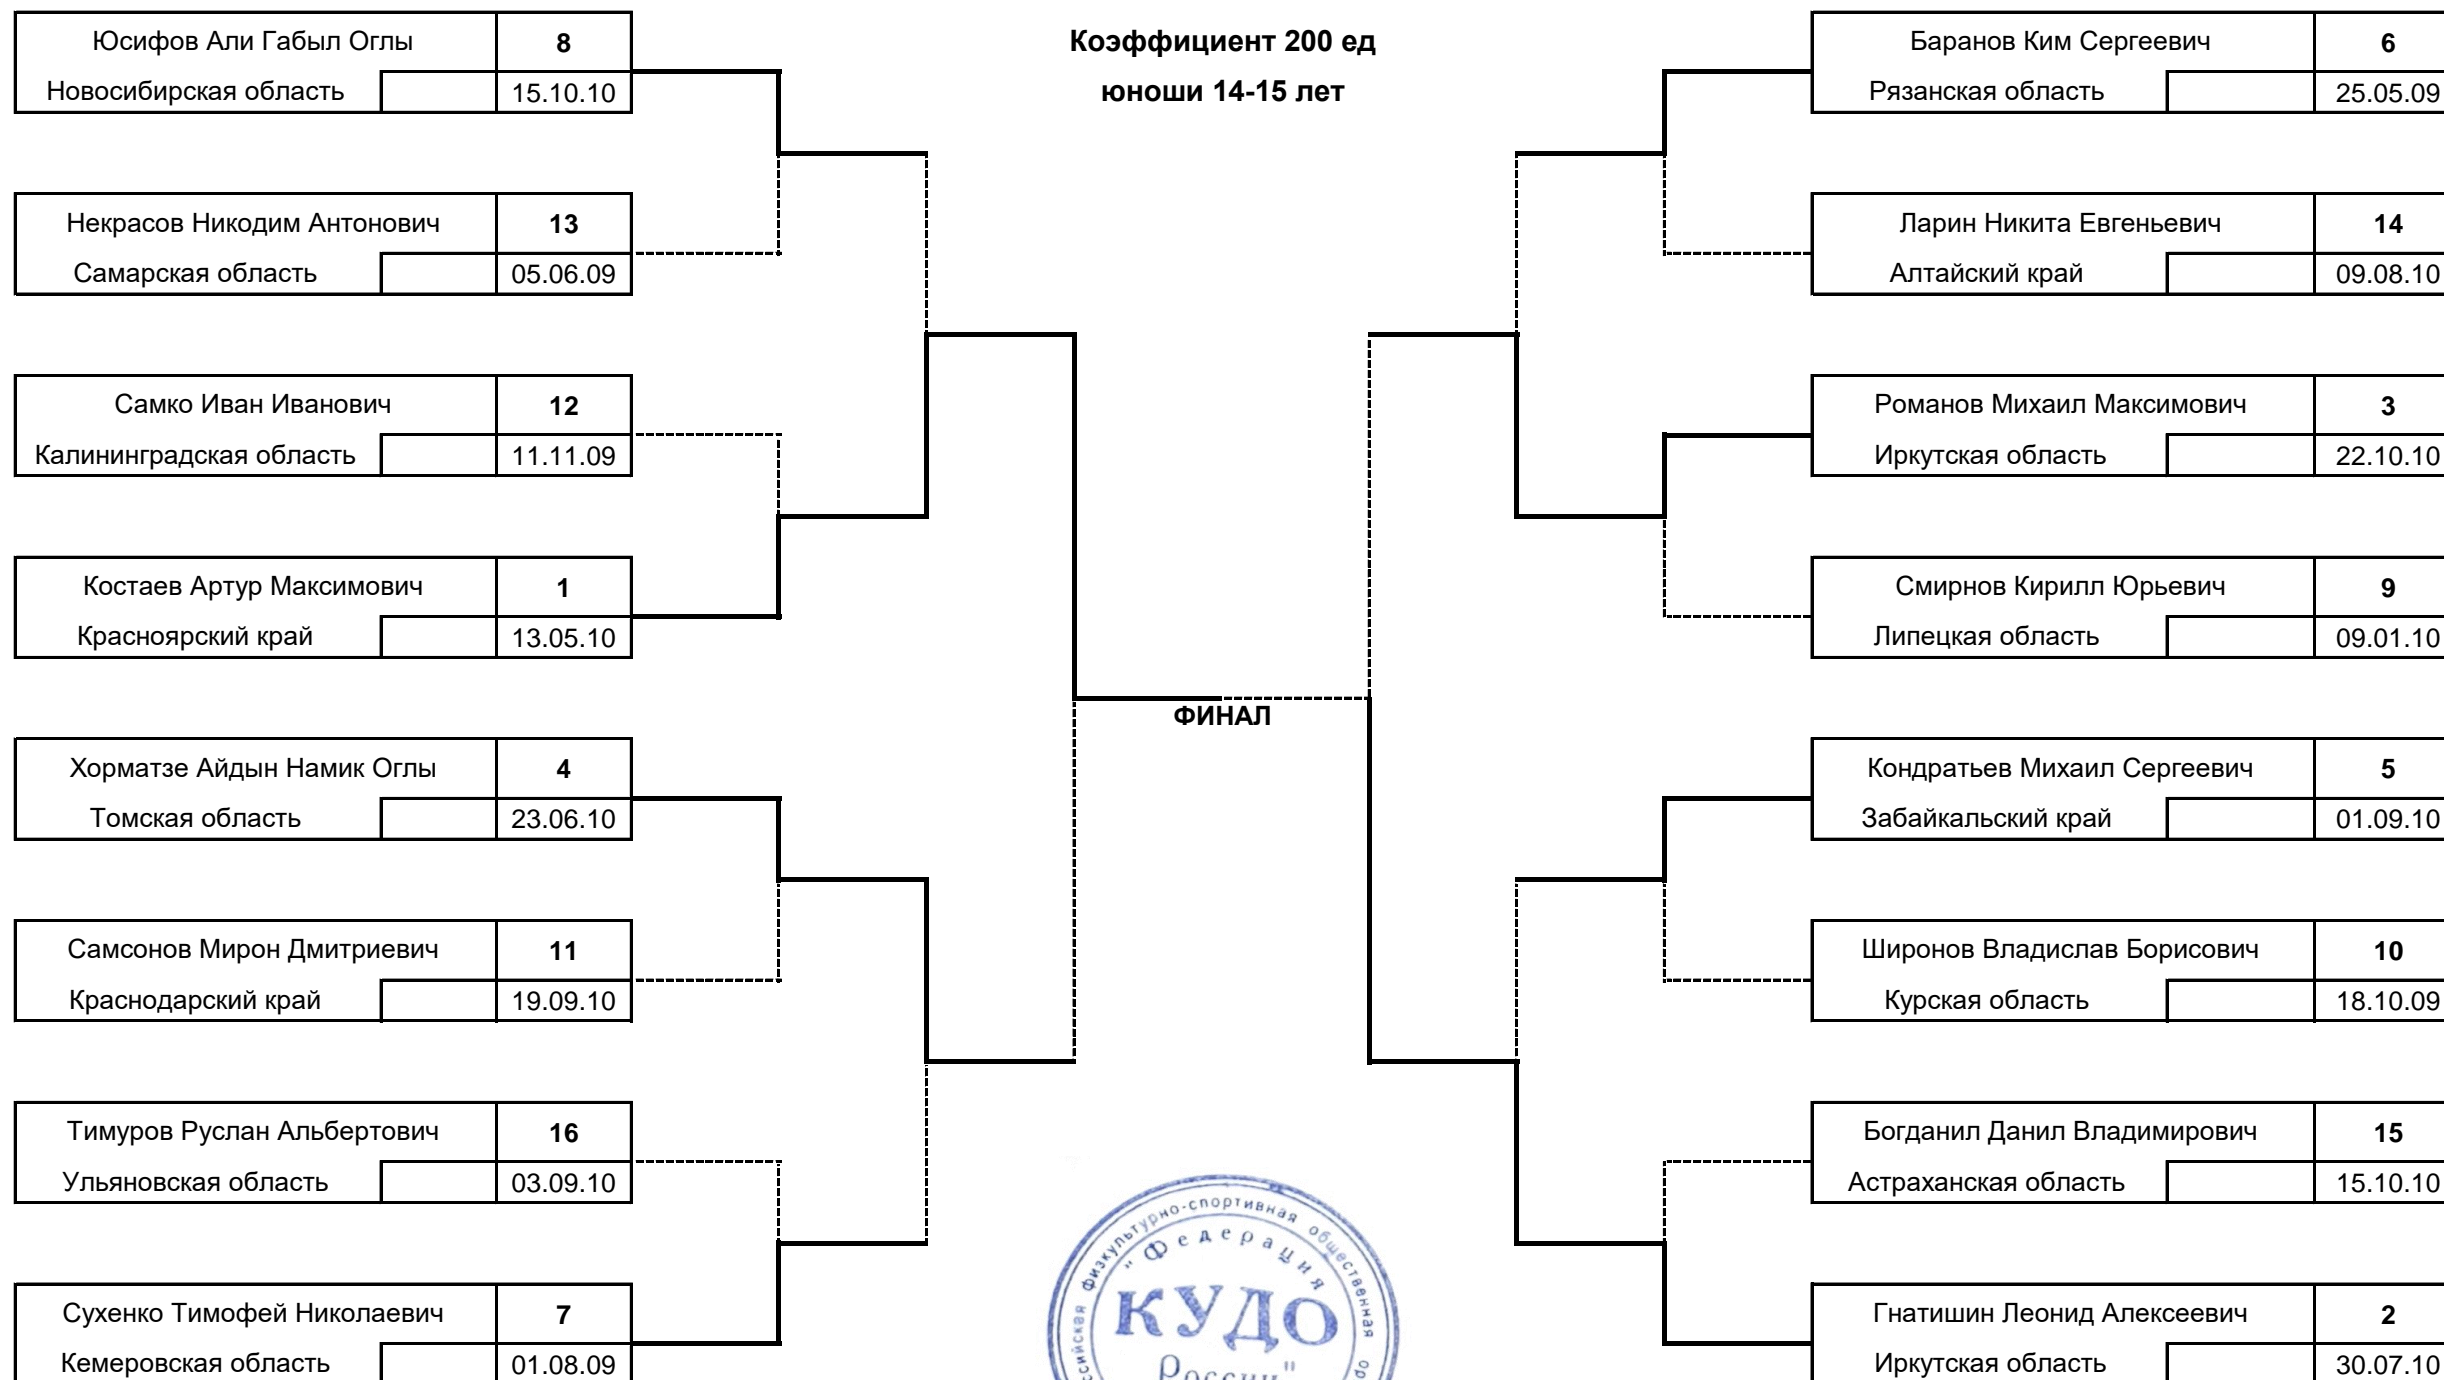 Коэффициент 200 ед
юноши 14-15 лет
Юсифов Али Габыл Оглы 8
Новосибирская область 15.10.10
Некрасов Никодим Антонович 13
Самарская область 05.06.09
Самко Иван Иванович 12
Калининградская область 11.11.09
Костаев Артур Максимович 1
Красноярский край 13.05.10
Хорматзе Айдын Намик Оглы 4
Томская область 23.06.10
Самсонов Мирон Дмитриевич 11
Краснодарский край 19.09.10
Тимуров Руслан Альбертович 16
Ульяновская область 03.09.10
Сухенко Тимофей Николаевич 7
Кемеровская область 01.08.09
ФИНАЛ
Баранов Ким Сергеевич 6
Рязанская область 25.05.09
Ларин Никита Евгеньевич 14
Алтайский край 09.08.10
Романов Михаил Максимович 3
Иркутская область 22.10.10
Смирнов Кирилл Юрьевич 9
Липецкая область 09.01.10
Кондратьев Михаил Сергеевич 5
Забайкальский край 01.09.10
Широнов Владислав Борисович 10
Курская область 18.10.09
Богданил Данил Владимирович 15
Астраханская область 15.10.10
Гнатишин Леонид Алексеевич 2
Иркутская область 30.07.10
физкультурно-спортивная общественная
"Федерация
КУДО
России"